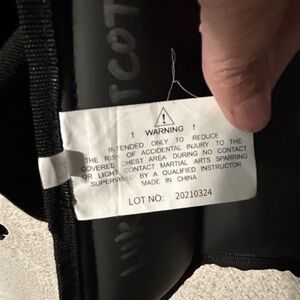 ! WARNING !
INTENDED ONLY TO REDUCE
THE RISK OF ACCIDENTAL INJURY TO THE
COVERED CHEST AREA DURING NO CONTACT
OR LIGHT CONTACT MARTIAL ARTS SPARRING
SUPERVISED BY A QUALIFIED INSTRUCTOR
MADE IN CHINA
LOT NO: 20210324